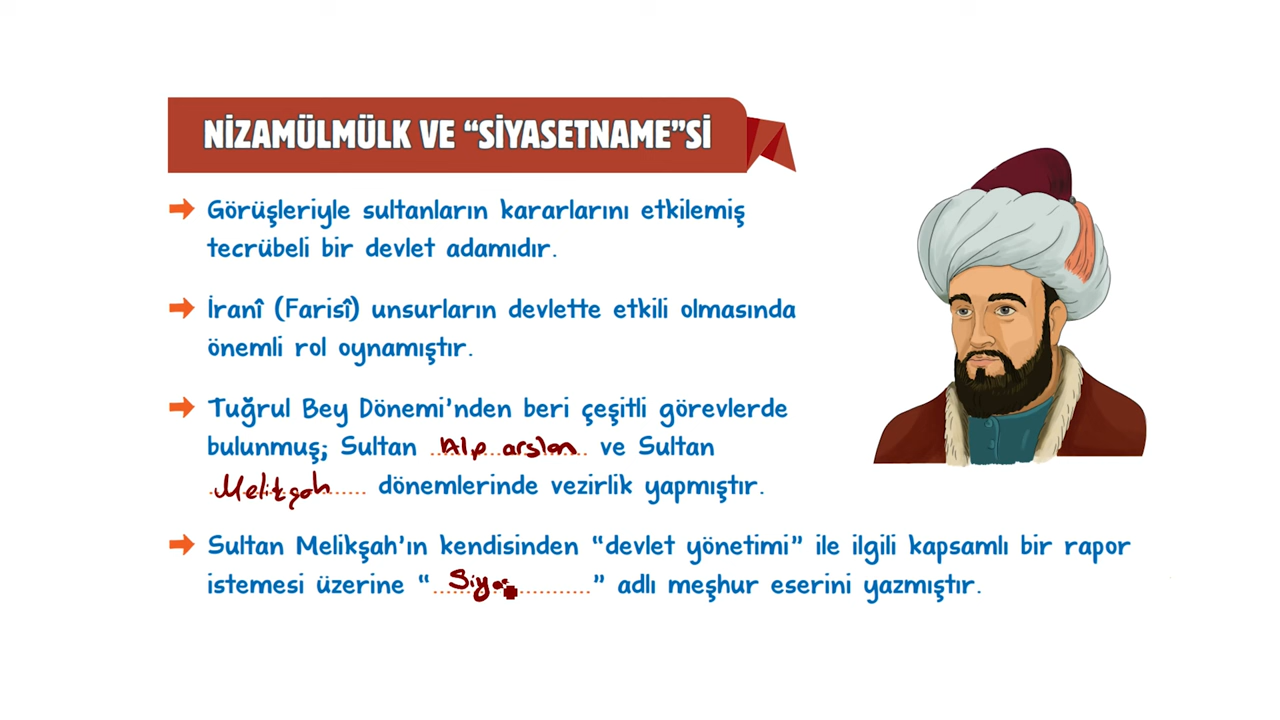 NİZAMÜLMÜLK VE “SİYASETNAME”Sİ
Görüşleriyle sultanların kararlarını etkilemiş
tecrübeli bir devlet adamıdır.
İranî (Farisî) unsurların devlette etkili olmasında
önemli rol oynamıştır.
Tuğrul Bey Dönemi’nden beri çeşitli görevlerde
bulunmuş; Sultan Alp arslan ve Sultan
Melikşah dönemlerinde vezirlik yapmıştır.
Sultan Melikşah’ın kendisinden “devlet yönetimi” ile ilgili kapsamlı bir rapor
istemesi üzerine “Siyas” adlı meşhur eserini yazmıştır.